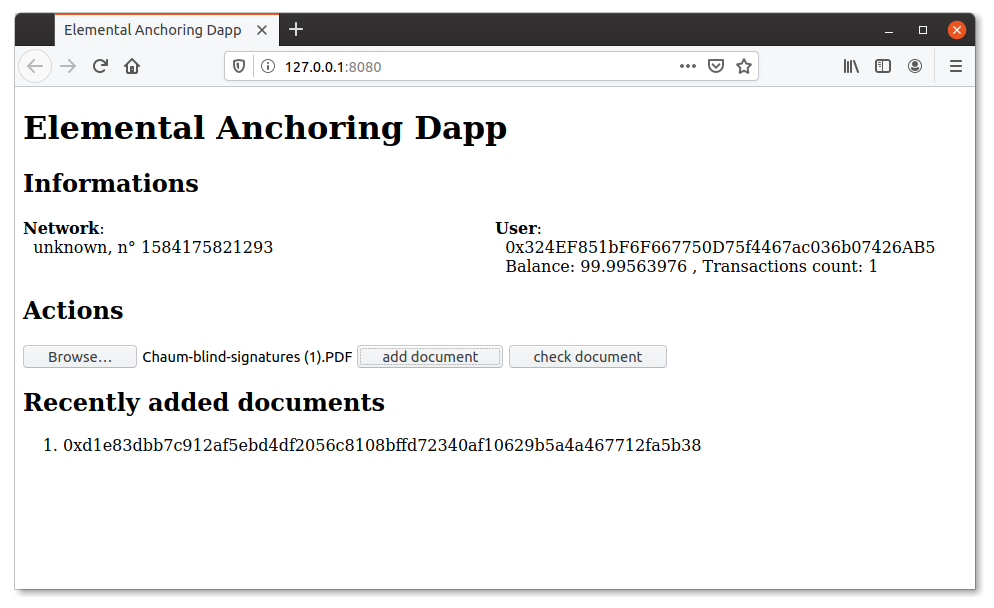 Elemental Anchoring Dapp
127.0.0.1:8080
Elemental Anchoring Dapp
Informations
Network:
unknown, n° 1584175821293
User:
0x324EF851bF6F667750D75f4467ac036b07426AB5
Balance: 99.99563976 , Transactions count: 1
Actions
Browse… Chaum-blind-signatures (1).PDF add document check document
Recently added documents
1. 0xd1e83dbb7c912af5ebd4df2056c8108bffd72340af10629b5a4a467712fa5b38